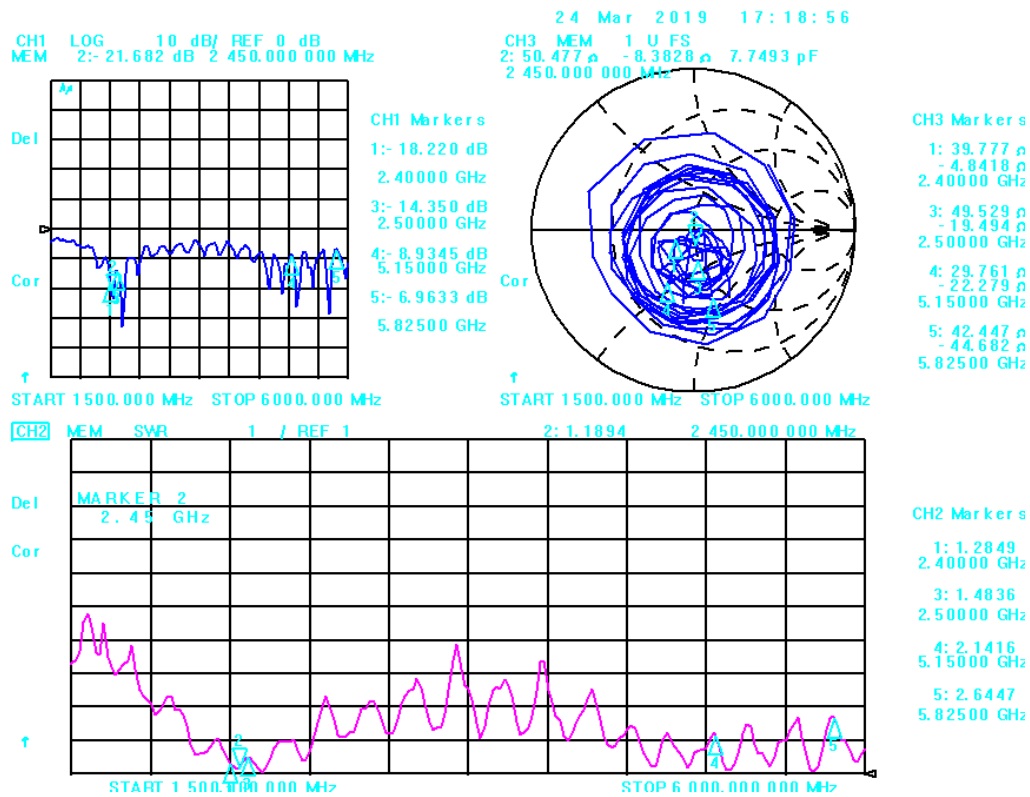 24 Mar 2019 17:18:56
CH1 LOG 10 dB/ REF 0 dB
MEM 2:-21.682 dB 2 450.000 000 MHz
Del
Cor
CH1 Markers
1:-18.220 dB
2.40000 GHz
3:-14.350 dB
2.50000 GHz
4:-8.9345 dB
5.15000 GHz
5:-6.9633 dB
5.82500 GHz
START 1500.000 MHz STOP 6000.000 MHz
CH3 MEM 1 U FS
2: 50.477 Ω -8.3828 Ω 7.7493 pF
2 450.000 000 MHz
Cor
CH3 Markers
1: 39.777 Ω
-4.8418 Ω
2.40000 GHz
3: 49.529 Ω
-19.494 Ω
2.50000 GHz
4: 29.761 Ω
-22.279 Ω
5.15000 GHz
5: 42.447 Ω
-44.682 Ω
5.82500 GHz
START 1500.000 MHz STOP 6000.000 MHz
CH2 MEM SWR 1 / REF 1 2:1.1894 2 450.000 000 MHz
Del
Cor
MARKER 2
2.45 GHz
2
4
5
CH2 Markers
1:1.2849
2.40000 GHz
3:1.4836
2.50000 GHz
4:2.1416
5.15000 GHz
5:2.6447
5.82500 GHz
START 1 500.000 000 MHz STOP 6 000.000 000 MHz